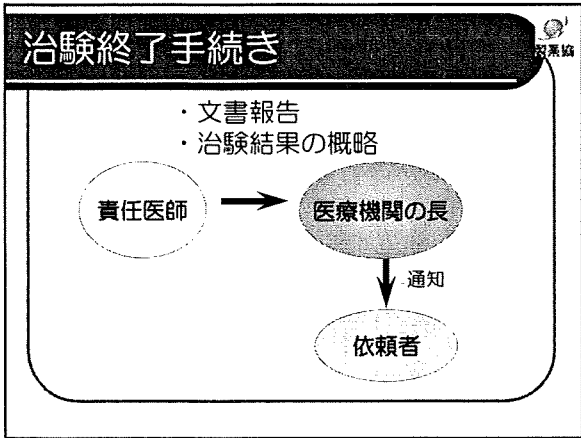 治験終了手続き
製薬協
・文書報告
・治験結果の概略
責任医師
医療機関の長
通知
依頼者